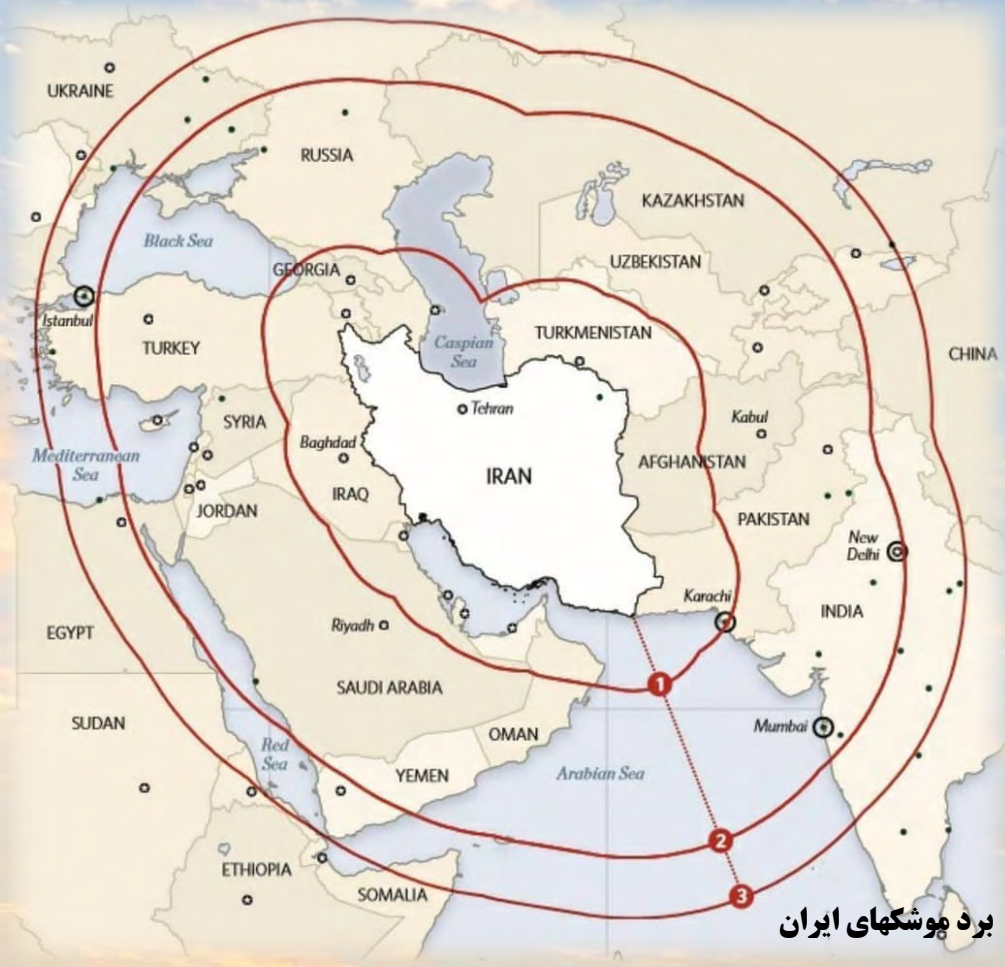 UKRAINE
RUSSIA
KAZAKHSTAN
Black Sea
GEORGIA
UZBEKISTAN
Istanbul
TURKEY
Caspian
Sea
TURKMENISTAN
CHINA
SYRIA
Tehran
Kabul
Mediterranean
Sea
Baghdad
IRAN
AFGHANISTAN
IRAQ
JORDAN
PAKISTAN
New
Delhi
Karachi
INDIA
EGYPT
Riyadh
SAUDI ARABIA
1
SUDAN
OMAN
Mumbai
Red
Sea
YEMEN
Arabian Sea
2
ETHIOPIA
SOMALIA
3
برد موشکهای ایران